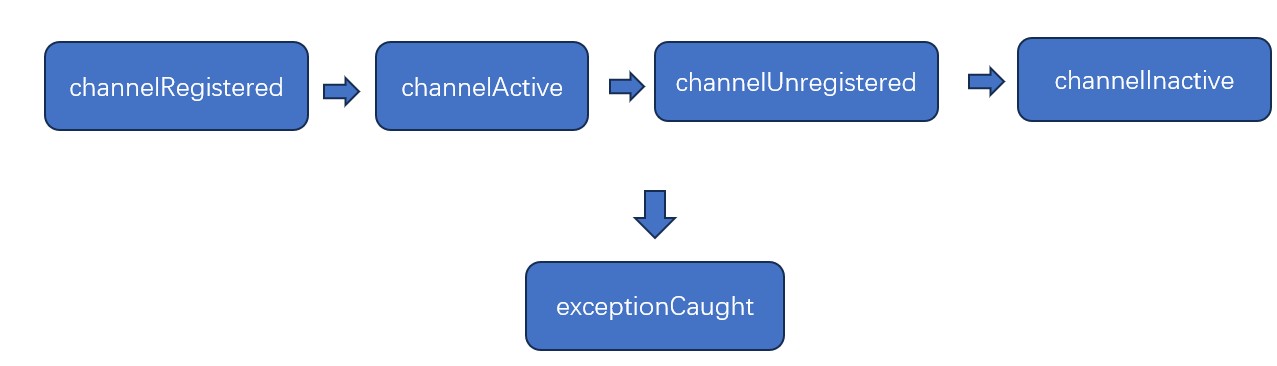 channelRegistered
channelActive
channelUnregistered
channelInactive
exceptionCaught